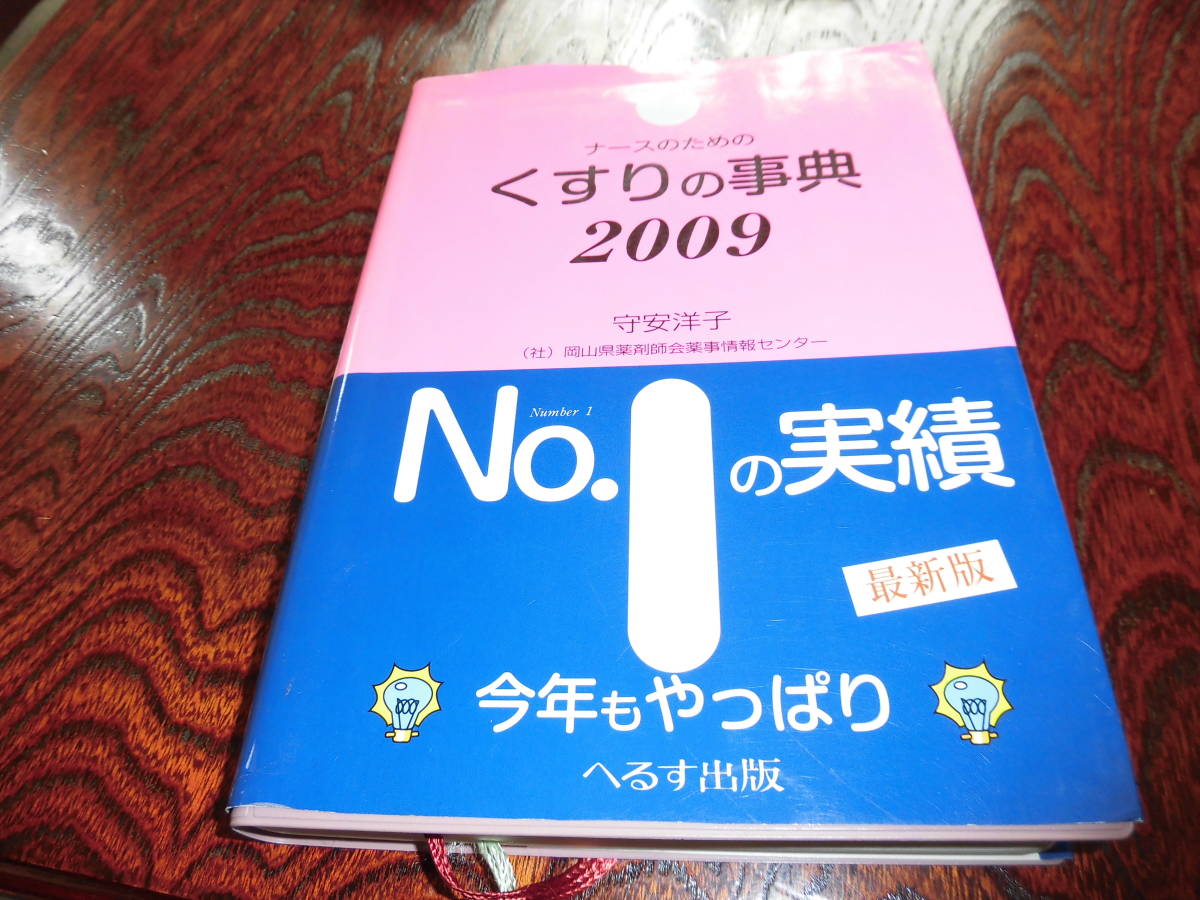 ナースのための
くすりの事典
2009
守安洋子
（社）岡山県薬剤師会薬事情報センター
No.1の実績
Number 1
最新版
今年もやっぱり
へるす出版